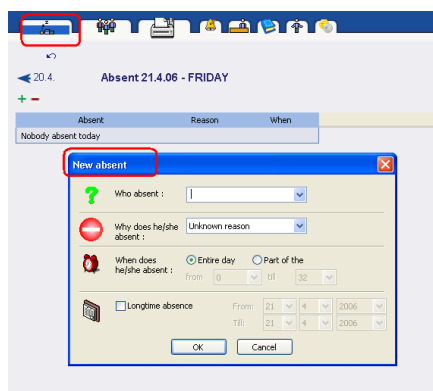 z
20.4. Absent 21.4.06 - FRIDAY
+ -
Absent Reason When
Nobody absent today
New absent
? Who absent :
Why does he/she absent : Unknown reason
When does he/she absent : Entire day Part of the
from 0 till 32
Longtime absence From: 21 4 2006
Till: 21 4 2006
OK Cancel